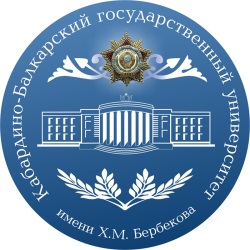 Кабардино-Балкарский государственный университет
имени Х.М. Бербекова